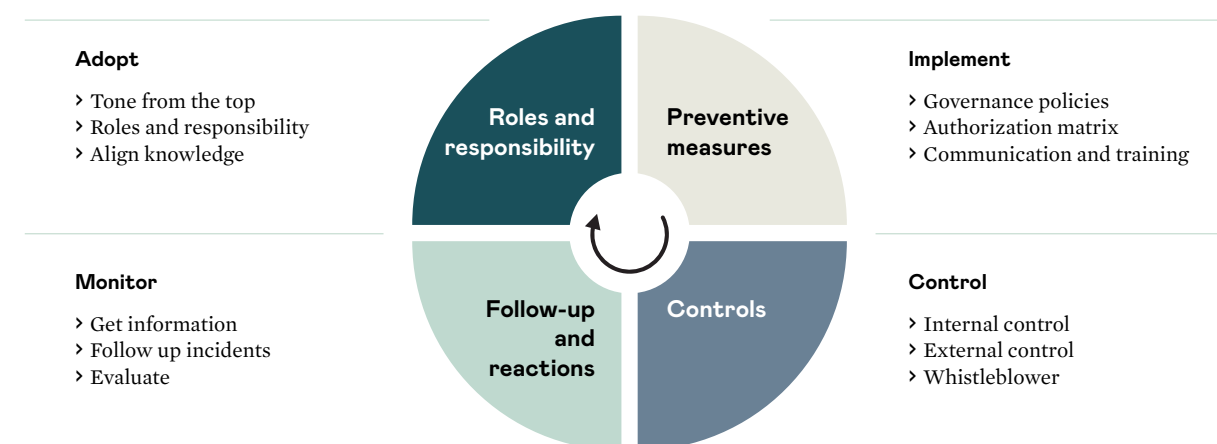 Adopt
› Tone from the top
› Roles and responsibility
› Align knowledge
Roles and
responsibility
Preventive
measures
Implement
› Governance policies
› Authorization matrix
› Communication and training
Monitor
› Get information
› Follow up incidents
› Evaluate
Follow-up
and
reactions
Controls
Control
› Internal control
› External control
› Whistleblower